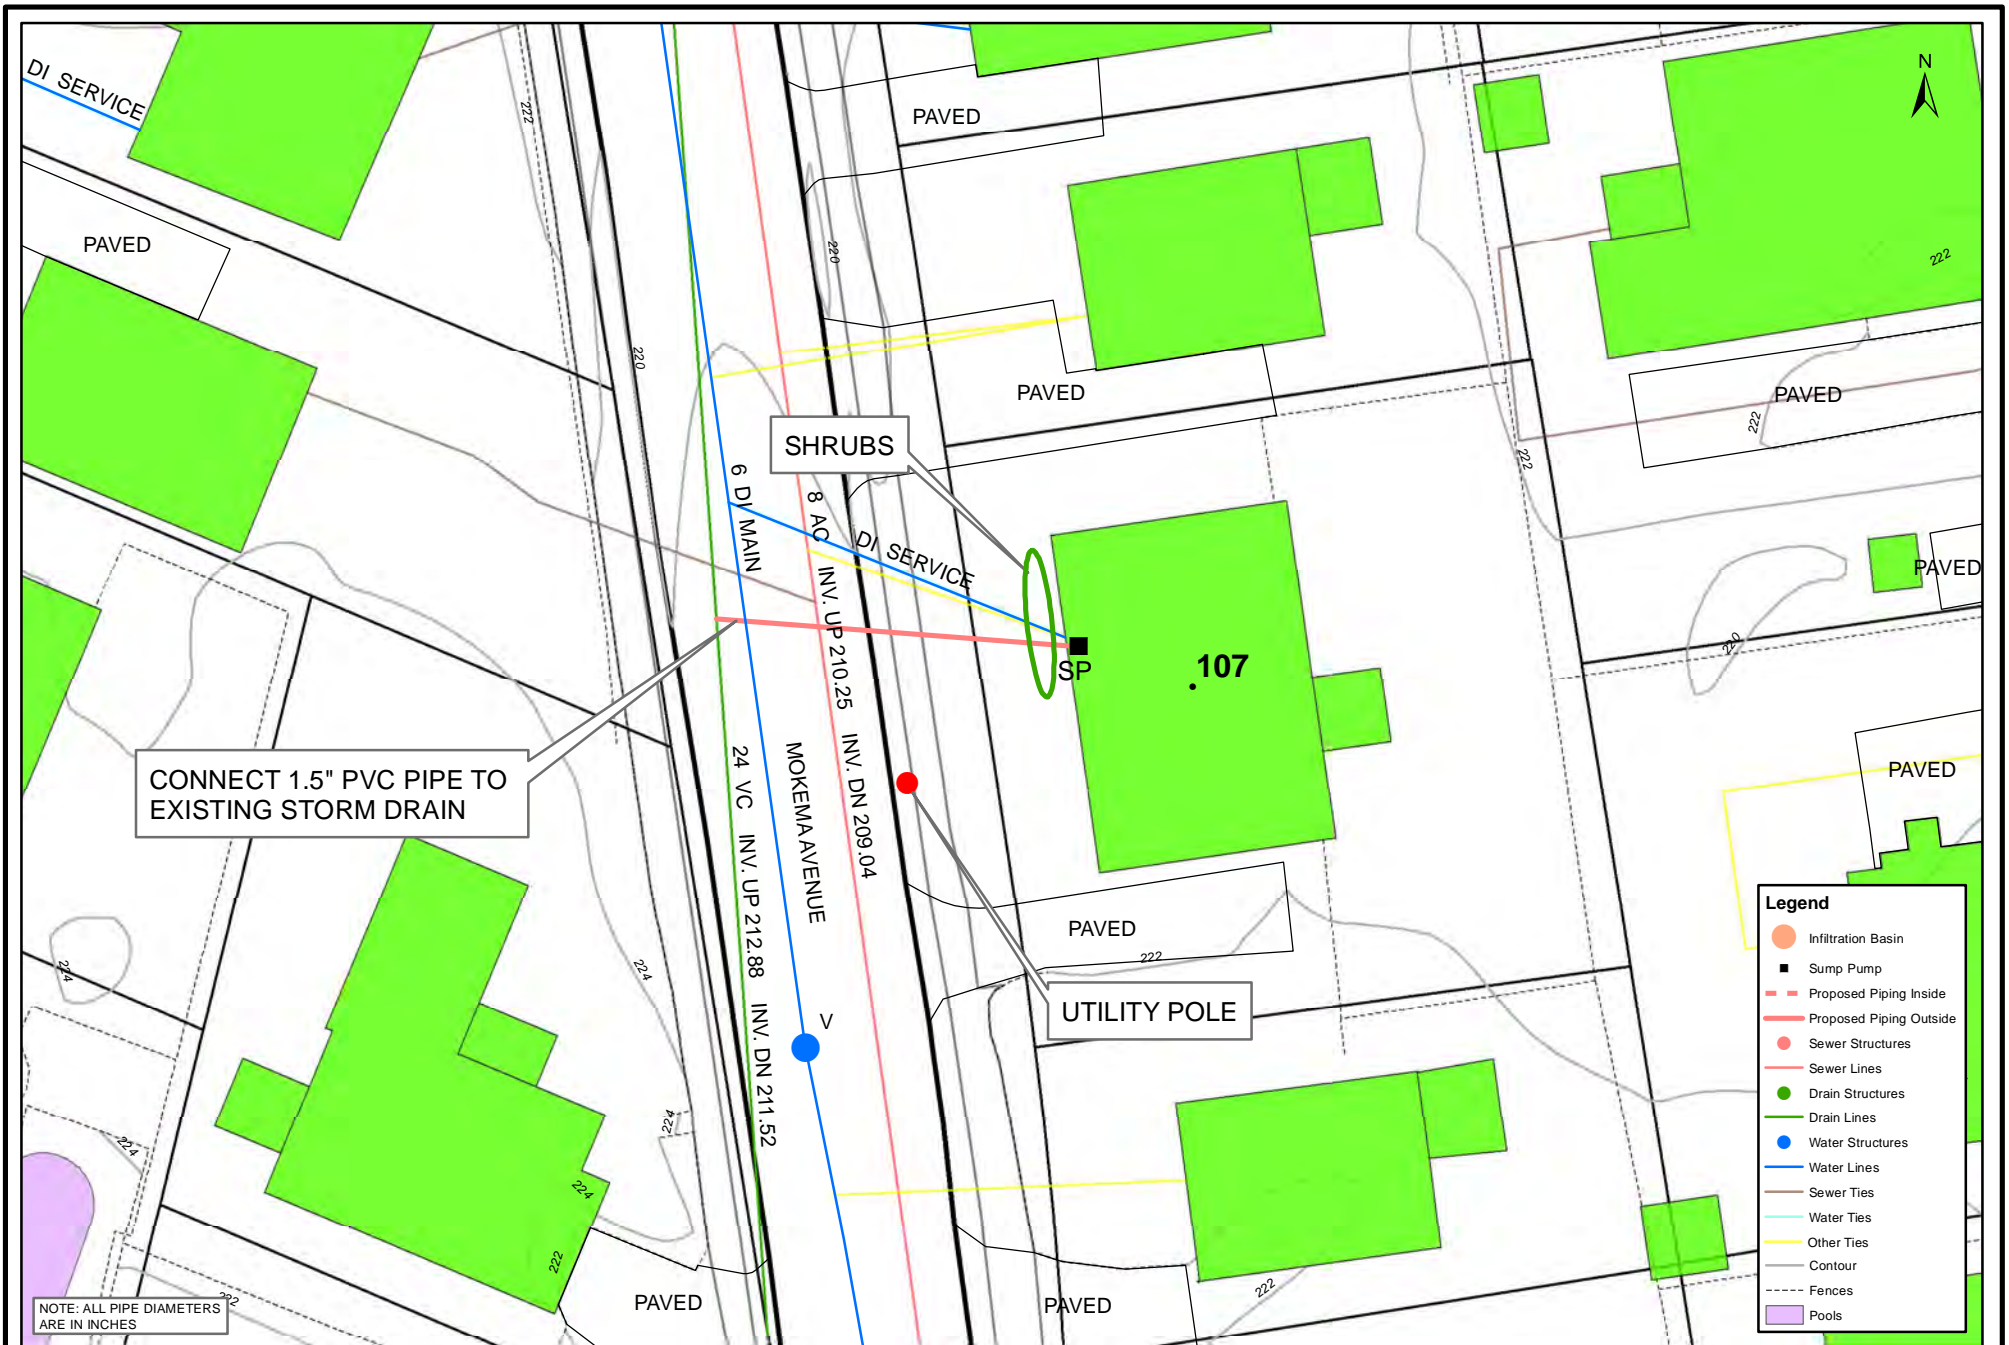 DI SERVICE
222
PAVED
N
PAVED
220
222
220
PAVED
PAVED
222
222
SHRUBS
6 DI MAIN
8 AC INV. UP 210.25 INV. DN 209.04
DI SERVICE
PAVED
220
SP
107
CONNECT 1.5" PVC PIPE TO
EXISTING STORM DRAIN
24 VC INV. UP 212.88 INV. DN 211.52
MOKEMA AVENUE
PAVED
PAVED
222
224
224
UTILITY POLE
V
224
224
224
222
222
222
PAVED
PAVED
NOTE: ALL PIPE DIAMETERS
ARE IN INCHES
Legend
Infiltration Basin
Sump Pump
Proposed Piping Inside
Proposed Piping Outside
Sewer Structures
Sewer Lines
Drain Structures
Drain Lines
Water Structures
Water Lines
Sewer Ties
Water Ties
Other Ties
Contour
Fences
Pools